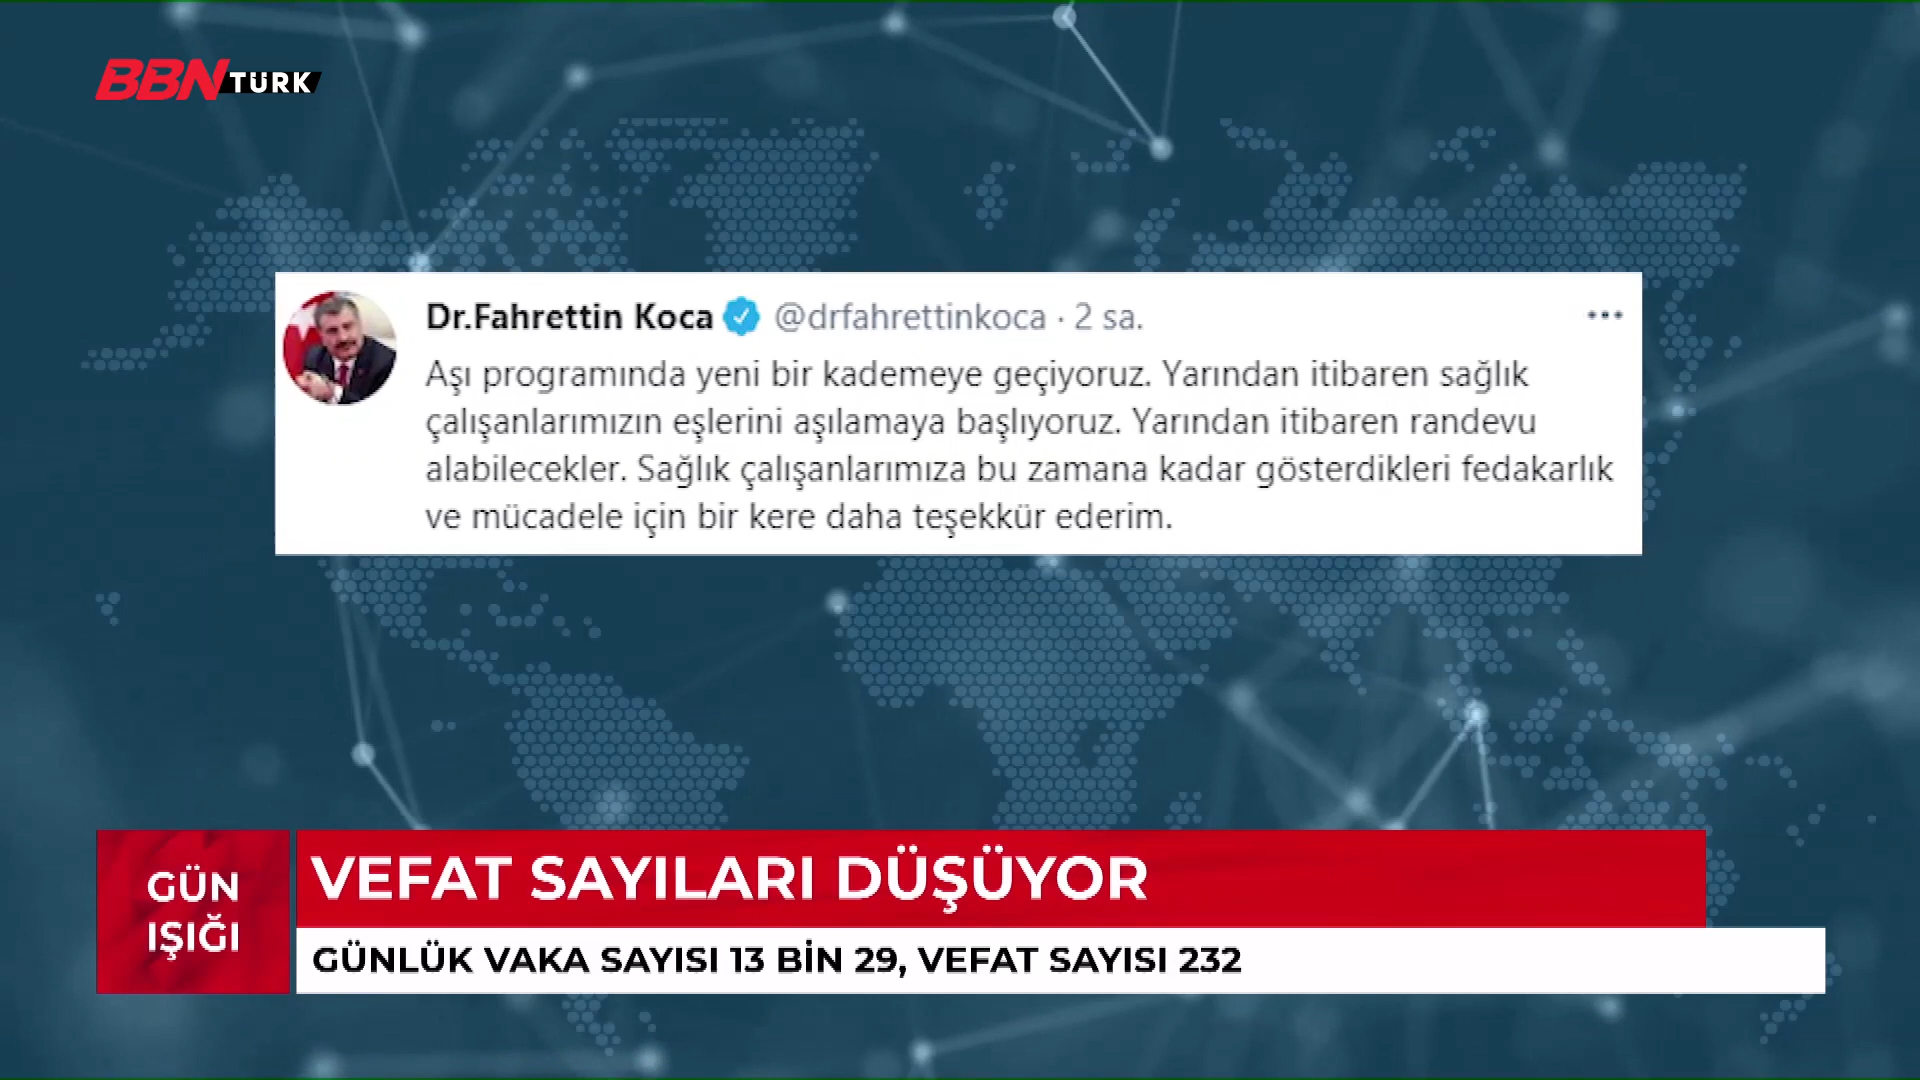 BBN TÜRK
Dr.Fahrettin Koca @drfahrettinkoca · 2 sa.
Aşı programında yeni bir kademeye geçiyoruz. Yarından itibaren sağlık
çalışanlarımızın eşlerini aşılamaya başlıyoruz. Yarından itibaren randevu
alabilecekler. Sağlık çalışanlarımıza bu zamana kadar gösterdikleri fedakarlık
ve mücadele için bir kere daha teşekkür ederim.
GÜN
IŞIĞI
VEFAT SAYILARI DÜŞÜYOR
GÜNLÜK VAKA SAYISI 13 BİN 29, VEFAT SAYISI 232